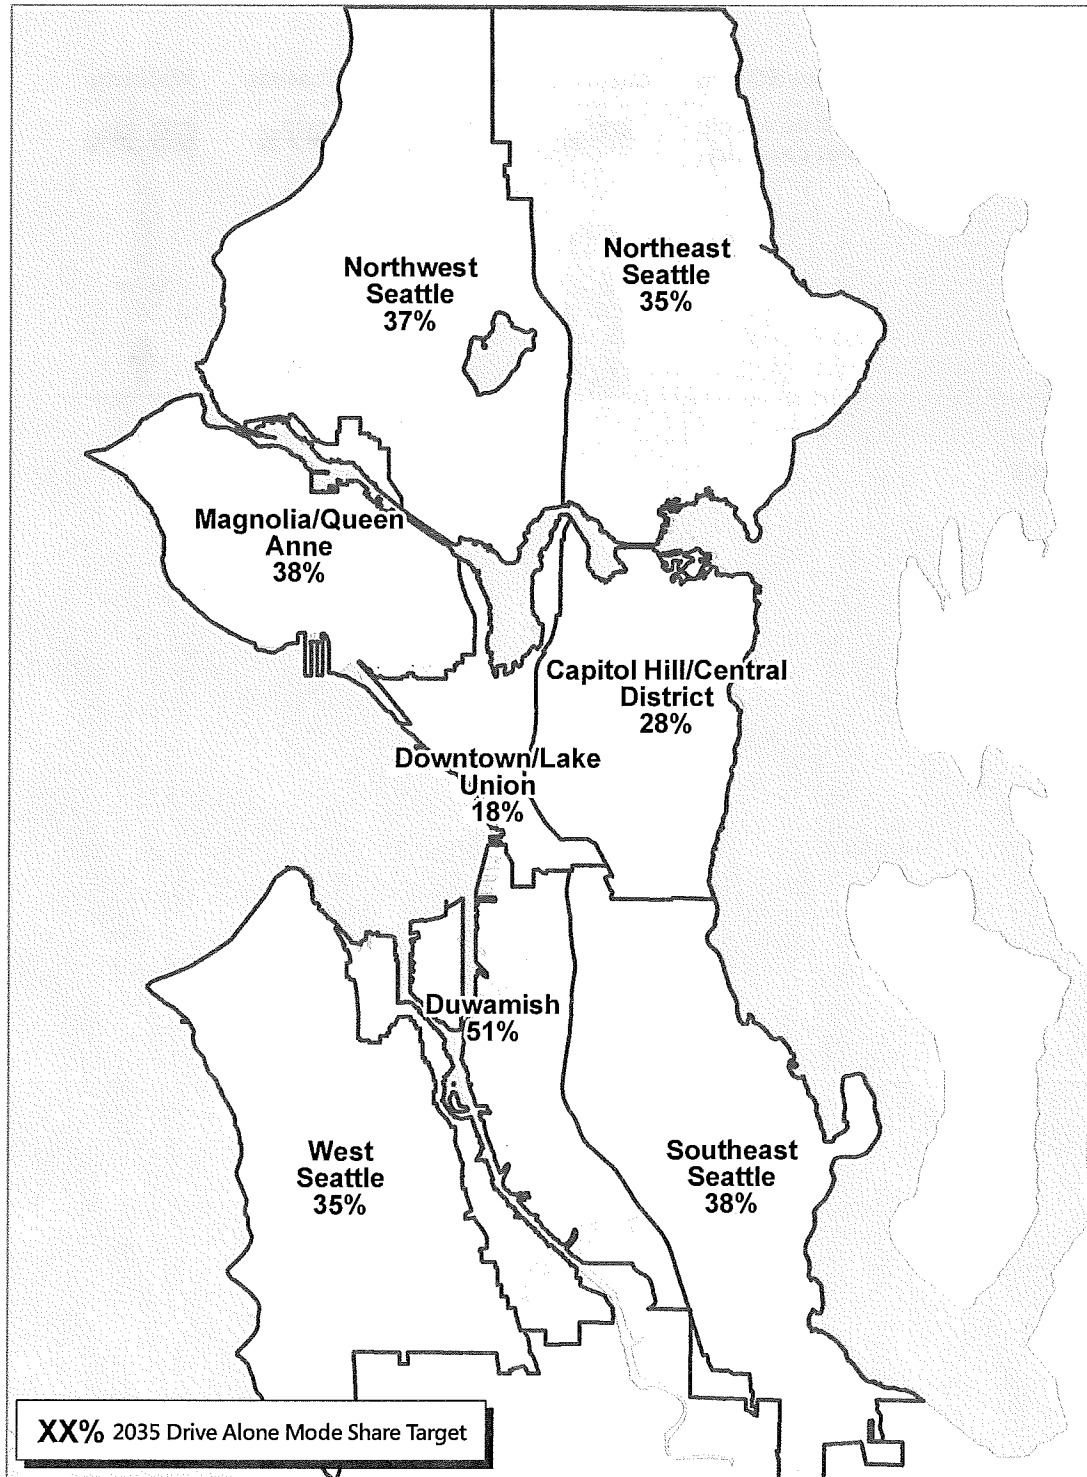 Northwest
Seattle
37%
Northeast
Seattle
35%
Magnolia/Queen
Anne
38%
Capitol Hill/Central
District
28%
Downtown/Lake
Union
18%
Duwamish
51%
West
Seattle
35%
Southeast
Seattle
38%
XX% 2035 Drive Alone Mode Share Target